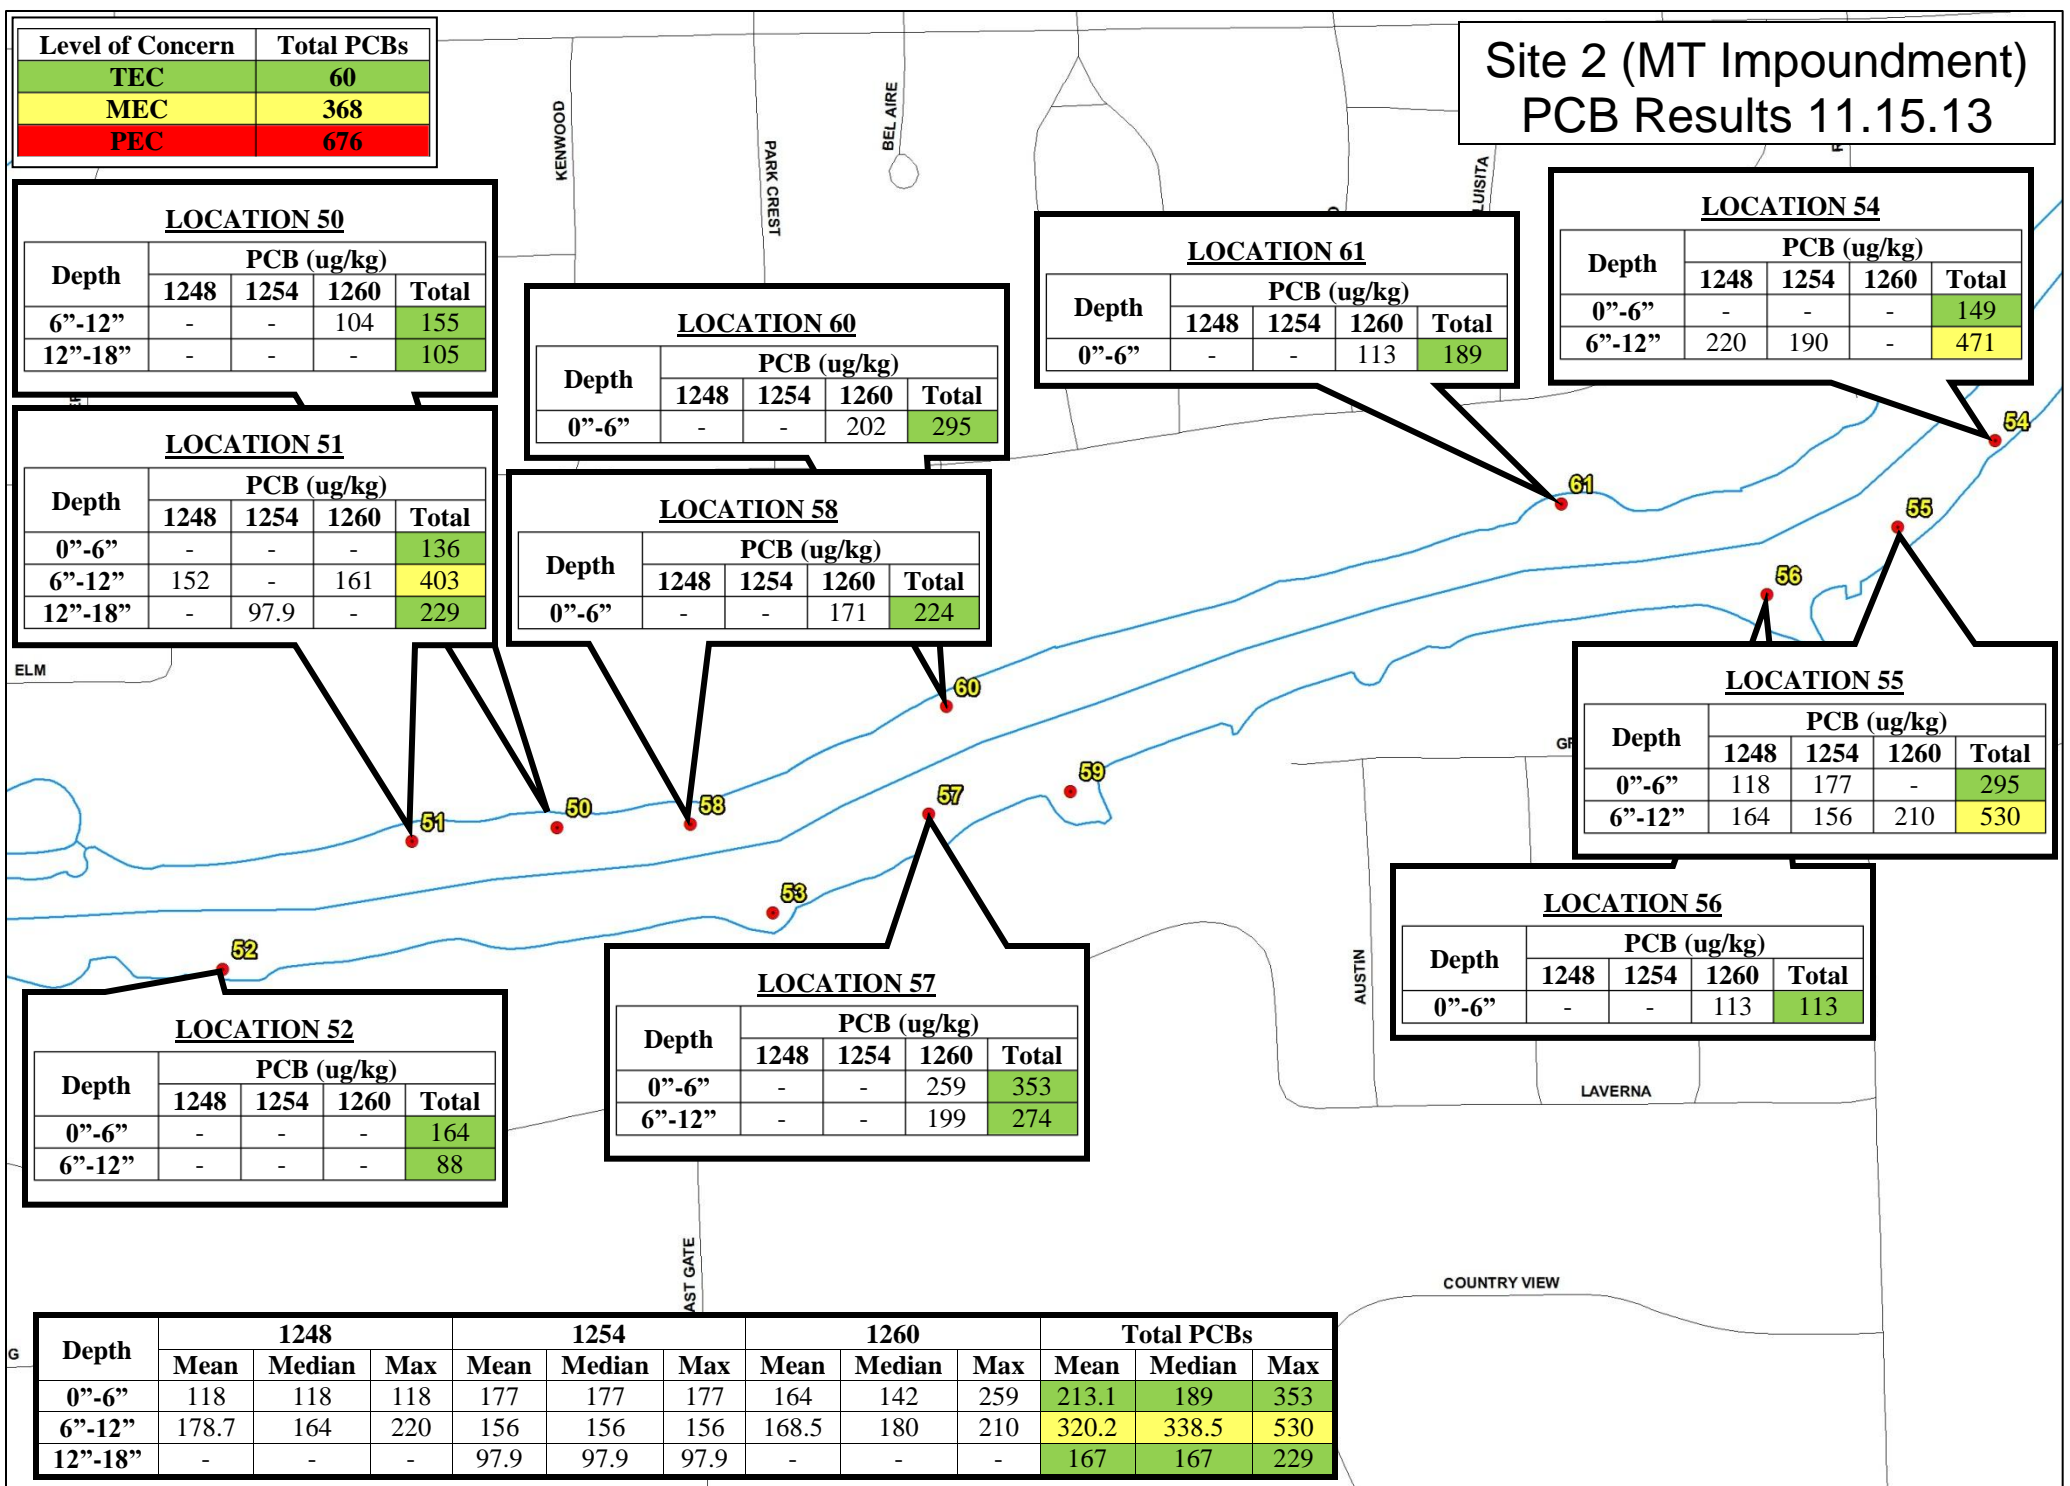 Level of Concern Total PCBs
TEC 60
MEC 368
PEC 676
Site 2 (MT Impoundment)
PCB Results 11.15.13
KENWOOD
PARK CREST
BEL AIRE
LUISITA
LOCATION 50
Depth PCB (ug/kg)
1248 1254 1260 Total
6”-12” - - 104 155
12”-18” - - - 105
LOCATION 51
Depth PCB (ug/kg)
1248 1254 1260 Total
0”-6” - - - 136
6”-12” 152 - 161 403
12”-18” - 97.9 - 229
LOCATION 60
Depth PCB (ug/kg)
1248 1254 1260 Total
0”-6” - - 202 295
LOCATION 58
Depth PCB (ug/kg)
1248 1254 1260 Total
0”-6” - - 171 224
LOCATION 61
Depth PCB (ug/kg)
1248 1254 1260 Total
0”-6” - - 113 189
LOCATION 54
Depth PCB (ug/kg)
1248 1254 1260 Total
0”-6” - - - 149
6”-12” 220 190 - 471
54
61
55
56
ELM
60
59
57
58
50
51
53
52
LOCATION 55
Depth PCB (ug/kg)
1248 1254 1260 Total
0”-6” 118 177 - 295
6”-12” 164 156 210 530
LOCATION 56
Depth PCB (ug/kg)
1248 1254 1260 Total
0”-6” - - 113 113
LOCATION 57
Depth PCB (ug/kg)
1248 1254 1260 Total
0”-6” - - 259 353
6”-12” - - 199 274
LOCATION 52
Depth PCB (ug/kg)
1248 1254 1260 Total
0”-6” - - - 164
6”-12” - - - 88
AUSTIN
LAVERNA
COUNTRY VIEW
AST GATE
G
Depth 1248 1254 1260 Total PCBs
Mean Median Max Mean Median Max Mean Median Max Mean Median Max
0”-6” 118 118 118 177 177 177 164 142 259 213.1 189 353
6”-12” 178.7 164 220 156 156 156 168.5 180 210 320.2 338.5 530
12”-18” - - - 97.9 97.9 97.9 - - - 167 167 229